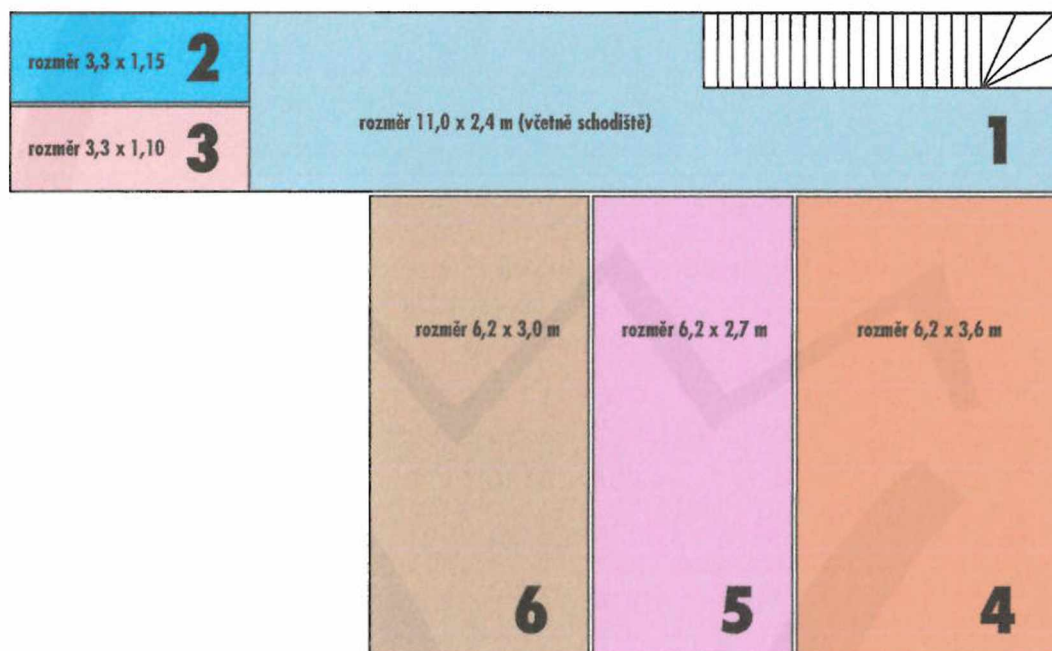 rozměr 3,3 x 1,15 2
rozměr 3,3 x 1,10 3
rozměr 11,0 x 2,4 m (včetně schodiště) 1
rozměr 6,2 x 3,0 m
rozměr 6,2 x 2,7 m
rozměr 6,2 x 3,6 m
6
5
4